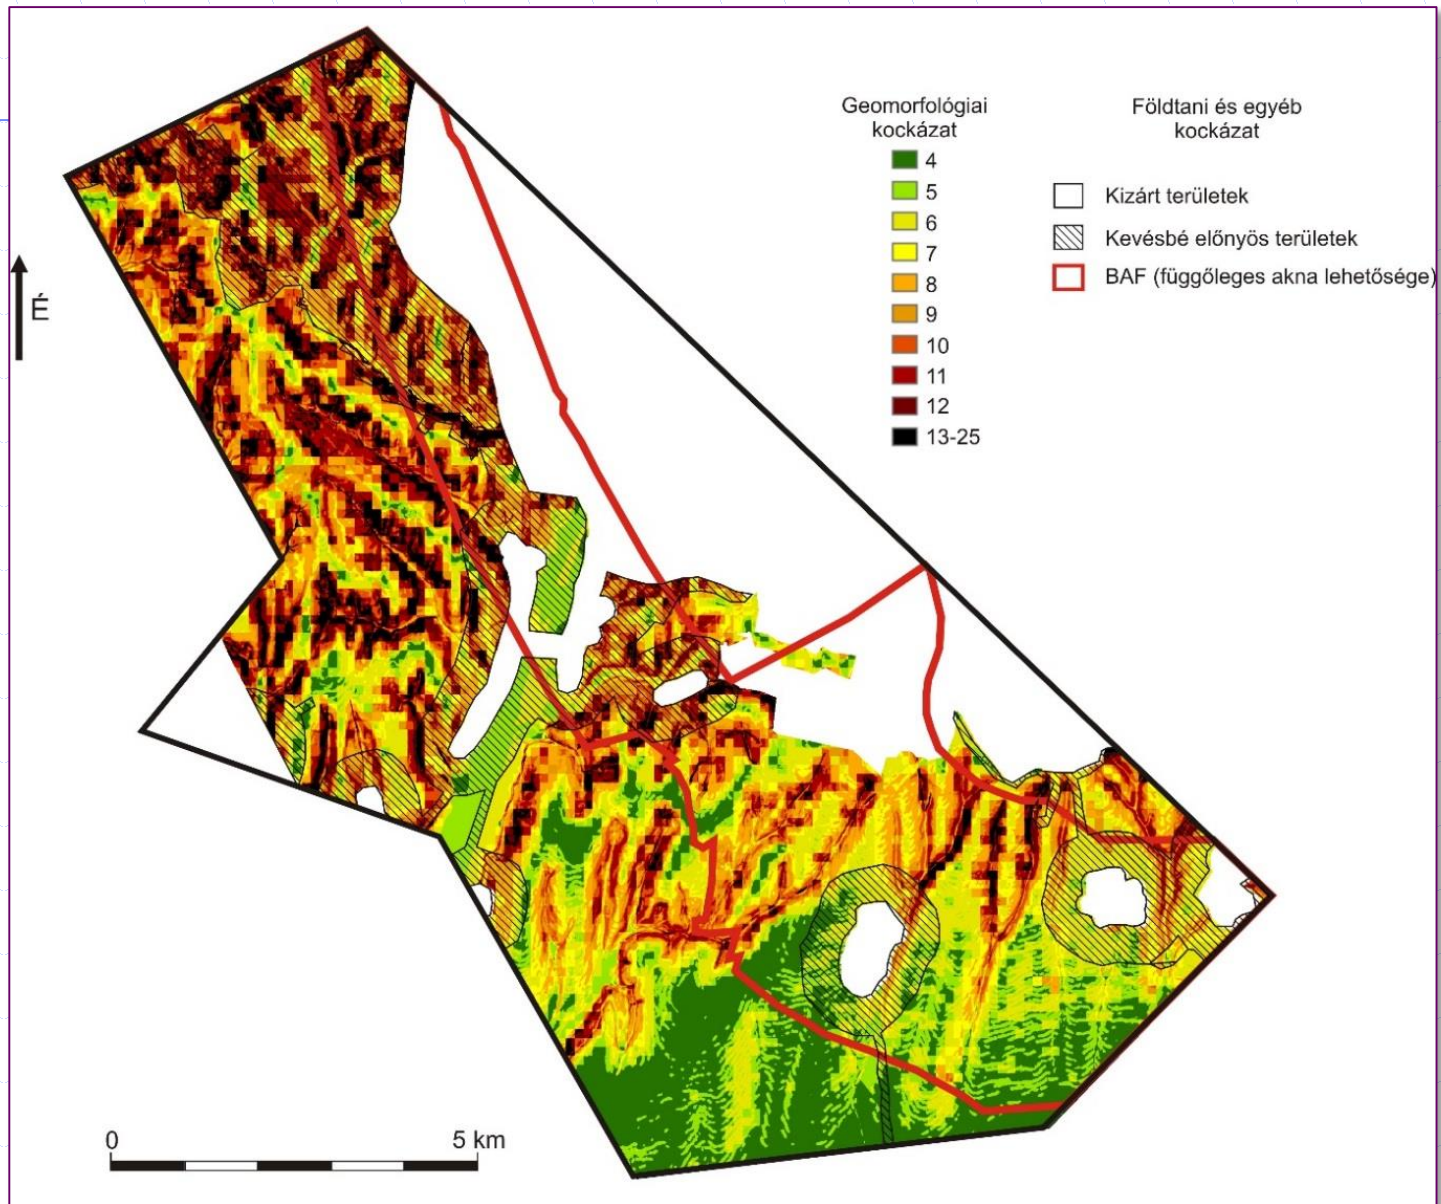 Geomorfológiai
kockázat
4
5
6
7
8
9
10
11
12
13-25
Földtani és egyéb
kockázat
Kizárt területek
Kevésbé előnyös területek
BAF (függőleges akna lehetősége)
É
0
5 km